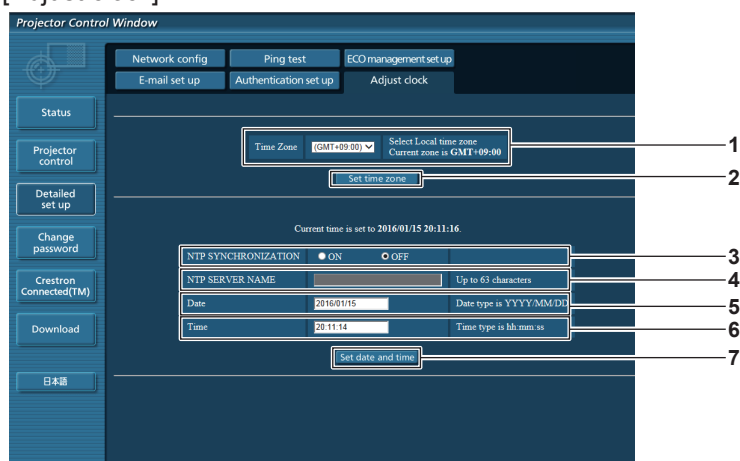 Projector Control Window
Network config
Ping test
ECO management set up
E-mail set up
Authentication set up
Adjust clock
Status
Projector
control
Detailed
set up
Change
password
Crestron
Connected(TM)
Download
日本語
Time Zone
(GMT+09:00)
Select Local time zone
Current zone is GMT+09:00
Set time zone
Current time is set to 2016/01/15 20:11:16.
NTP SYNCHRONIZATION
ON
OFF
NTP SERVER NAME
Up to 63 characters
Date
2016/01/15
Date type is YYYY/MM/DD
Time
20:11:14
Time type is hh:mm:ss
Set date and time
1
2
3
4
5
6
7